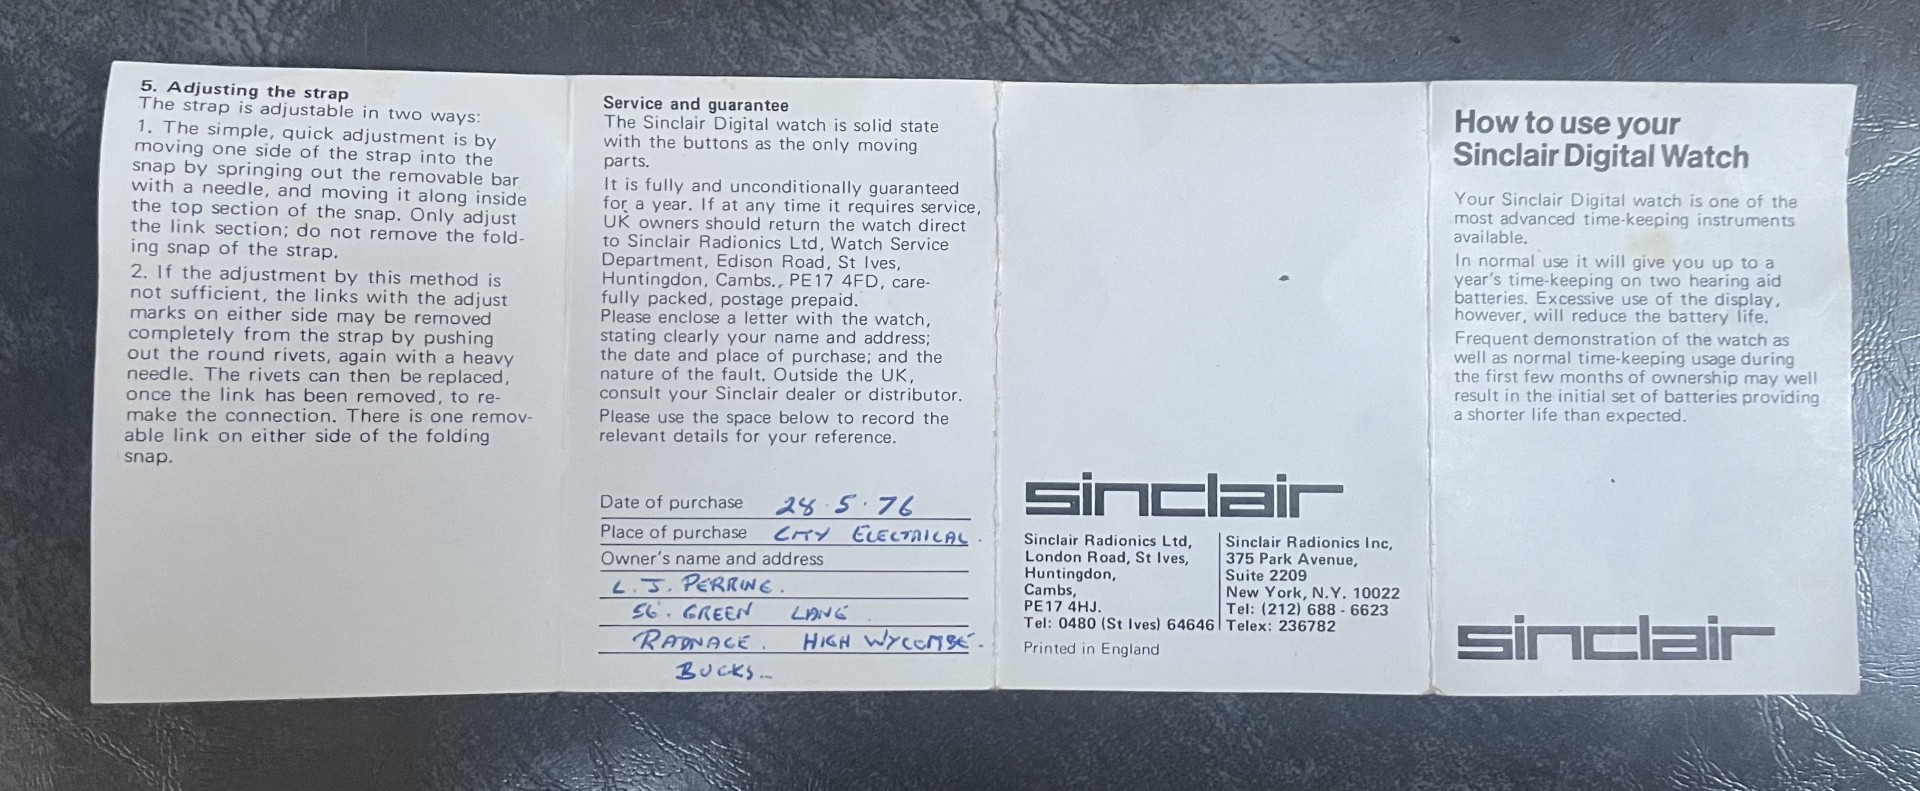 5. Adjusting the strap
The strap is adjustable in two ways:
1. The simple, quick adjustment is by
moving one side of the strap into the
snap by springing out the removable bar
with a needle, and moving it along inside
the top section of the snap. Only adjust
the link section; do not remove the fold-
ing snap of the strap.
2. If the adjustment by this method is
not sufficient, the links with the adjust
marks on either side may be removed
completely from the strap by pushing
out the round rivets, again with a heavy
needle. The rivets can then be replaced,
once the link has been removed, to re-
make the connection. There is one remov-
able link on either side of the folding
snap.
Service and guarantee
The Sinclair Digital watch is solid state
with the buttons as the only moving
parts.
It is fully and unconditionally guaranteed
for a year. If at any time it requires service,
UK owners should return the watch direct
to Sinclair Radionics Ltd, Watch Service
Department, Edison Road, St Ives,
Huntingdon, Cambs., PE17 4FD, care-
fully packed, postage prepaid.
Please enclose a letter with the watch,
stating clearly your name and address;
the date and place of purchase; and the
nature of the fault. Outside the UK,
consult your Sinclair dealer or distributor.
Please use the space below to record the
relevant details for your reference.
Date of purchase 28.5.76
Place of purchase CITY ELECTRICAL.
Owner's name and address
L. J. PERRING.
56. GREEN LANE.
RADNAGE. HIGH WYCOMBE.
BUCKS
sinclair
Sinclair Radionics Ltd,
London Road, St Ives,
Huntingdon,
Cambs,
PE17 4HJ.
Tel: 0480 (St Ives) 64646
Sinclair Radionics Inc,
375 Park Avenue,
Suite 2209
New York, N.Y. 10022
Tel: (212) 688-6623
Telex: 236782
Printed in England
How to use your
Sinclair Digital Watch
Your Sinclair Digital watch is one of the
most advanced time-keeping instruments
available.
In normal use it will give you up to a
year's time-keeping on two hearing aid
batteries. Excessive use of the display,
however, will reduce the battery life.
Frequent demonstration of the watch as
well as normal time-keeping usage during
the first few months of ownership may well
result in the initial set of batteries providing
a shorter life than expected.
sinclair